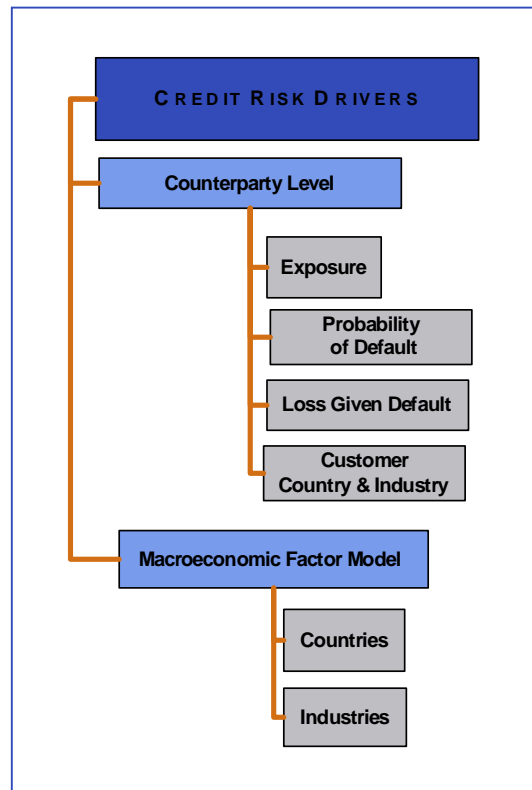 CREDIT RISK DRIVERS
Counterparty Level
Exposure
Probability
of Default
Loss Given Default
Customer
Country & Industry
Macroeconomic Factor Model
Countries
Industries